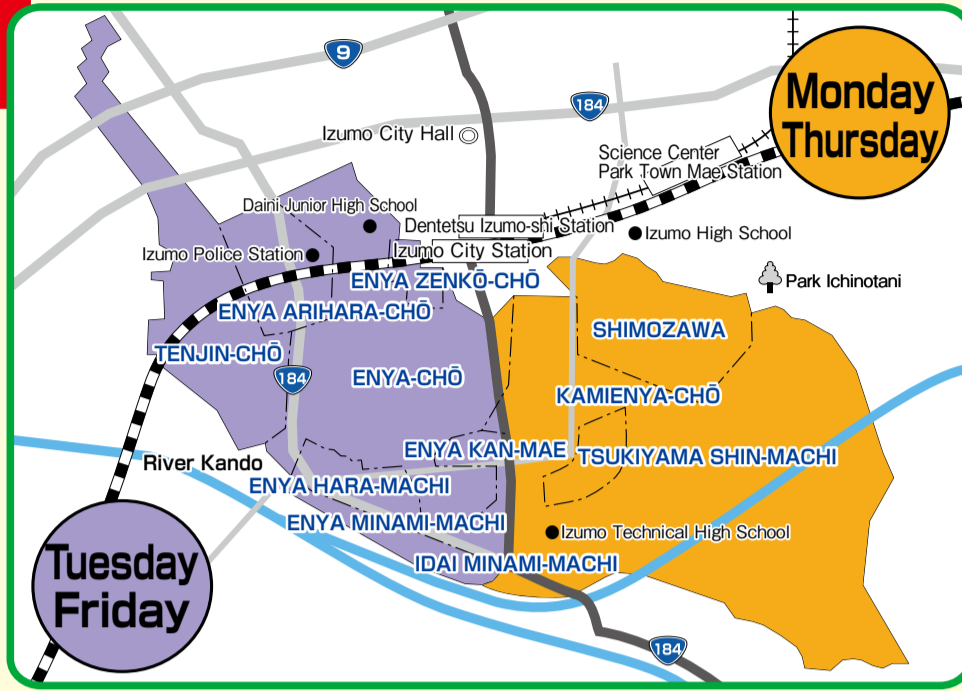 9
184
Monday
Thursday
Izumo City Hall
Science Center
Park Town Mae Station
Daini Junior High School
Dentetsu Izumo-shi Station
Izumo High School
Izumo Police Station
Izumo City Station
Park Ichinotani
ENYA ZENKŌ-CHŌ
ENYA ARIHARA-CHŌ
SHIMOZAWA
TENJIN-CHŌ
184
ENYA-CHŌ
KAMIENYA-CHŌ
ENYA KAN-MAE
TSUKIYAMA SHIN-MACHI
River Kando
ENYA HARA-MACHI
ENYA MINAMI-MACHI
Izumo Technical High School
IDAI MINAMI-MACHI
Tuesday
Friday
184